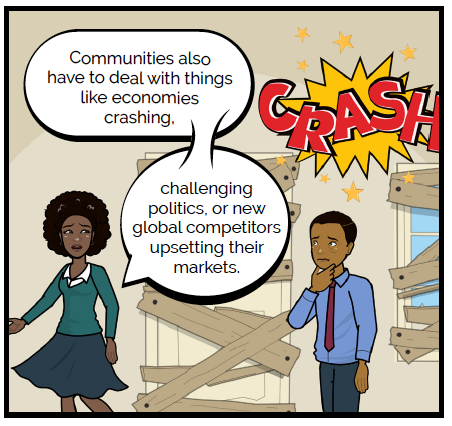 Communities also
have to deal with things
like economies
crashing,
CRASH
challenging
politics, or new
global competitors
upsetting their
markets.